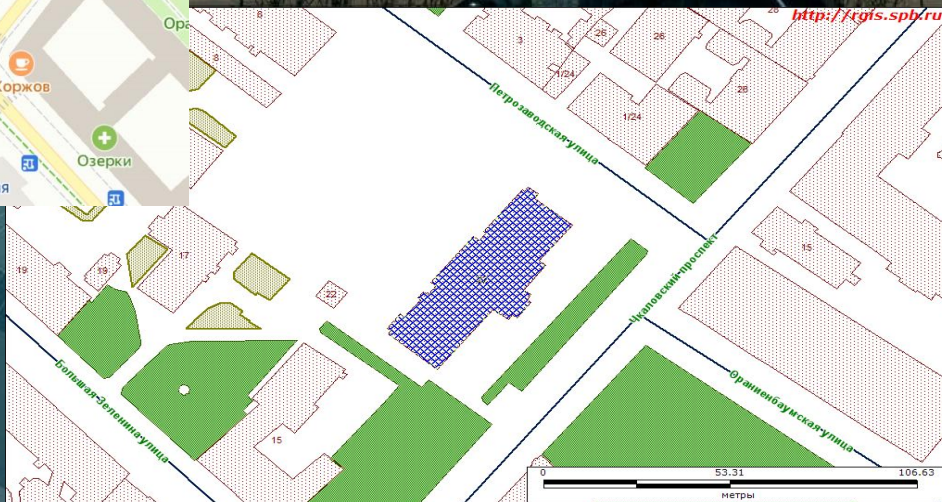 http://rgis.spb.ru
Ора
8
8
3
26
26
28
1/24
1/24
28
Коржов
Озерки
я
Петрозаводская улица
19
19
17
22
15
Чкаловский проспект
15
Большая Зеленина улица
Ораниенбаумская улица
0
53.31
106.63
метры